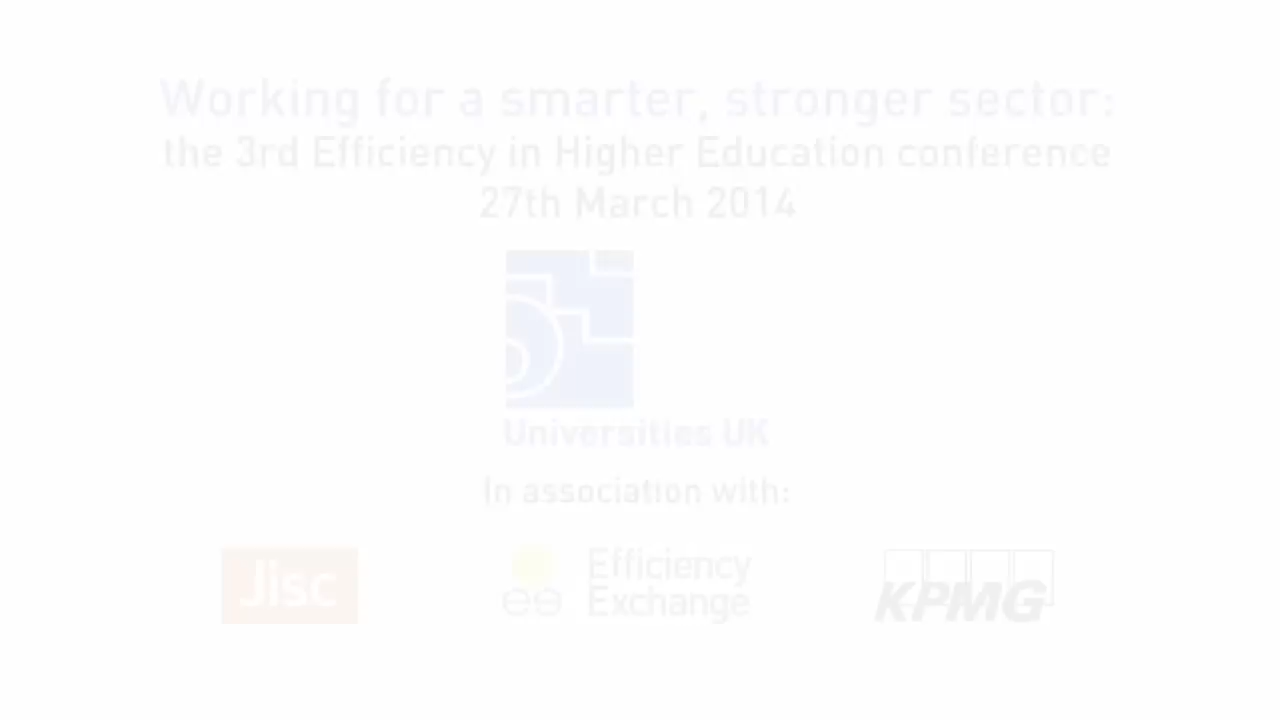 Working for a smarter, stronger sector:
the 3rd Efficiency in Higher Education conference
27th March 2014
Universities UK
In association with:
Jisc
ee Efficiency
Exchange
KPMG